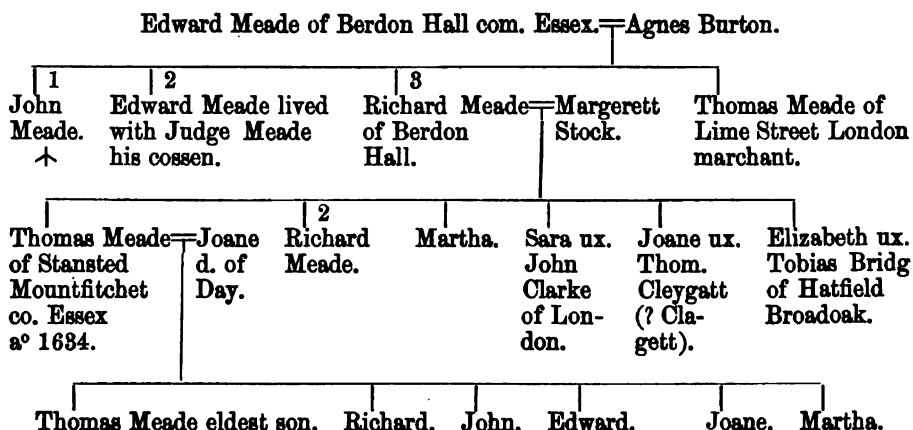 Edward Meade of Berdon Hall com. Essex.=Agnes Burton.
1
John
Meade.
2
Edward Meade lived
with Judge Meade
his cossen.
3
Richard Meade=Margerett
of Berdon
Hall.
Stock.
Thomas Meade of
Lime Street London
marchant.
Thomas Meade=Joane
of Stansted
Mountfitchet
co. Essex
aº 1634.
d. of
Day.
2
Richard
Meade.
Martha.
Sara ux.
John
Clarke
of Lon-
don.
Joane ux.
Thom.
Cleygatt
(? Cla-
gett).
Elizabeth ux.
Tobias Bridg
of Hatfield
Broadoak.
Thomas Meade eldest son. Richard. John. Edward. Joane. Martha.